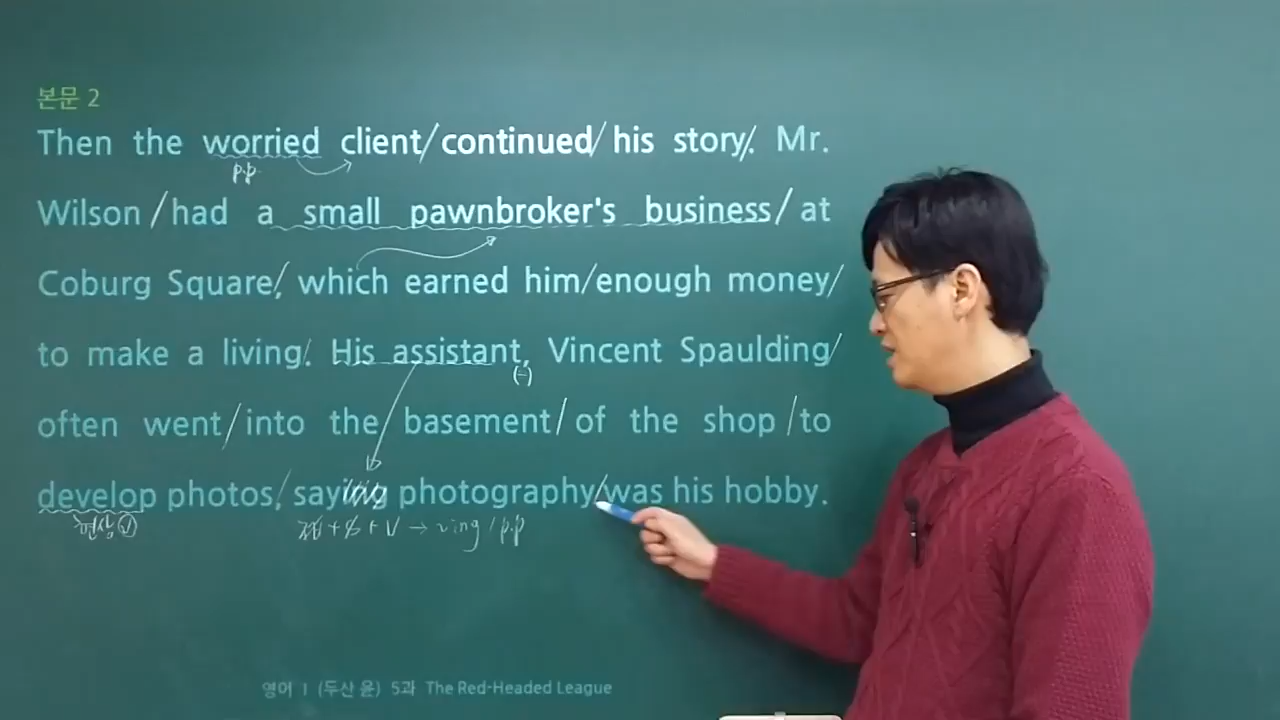 본문 2
Then the worried client/continued/his story/. Mr.
p.p
Wilson/had a small pawnbroker's business/at
Coburg Square/, which earned him/enough money/
to make a living/. His assistant, Vincent Spaulding/
(=)
often went/into the basement/of the shop/to
develop photos,/saying photography/was his hobby.
+ S + V → ving / p.p
영어 I (두산 윤) 5과 The Red-Headed League